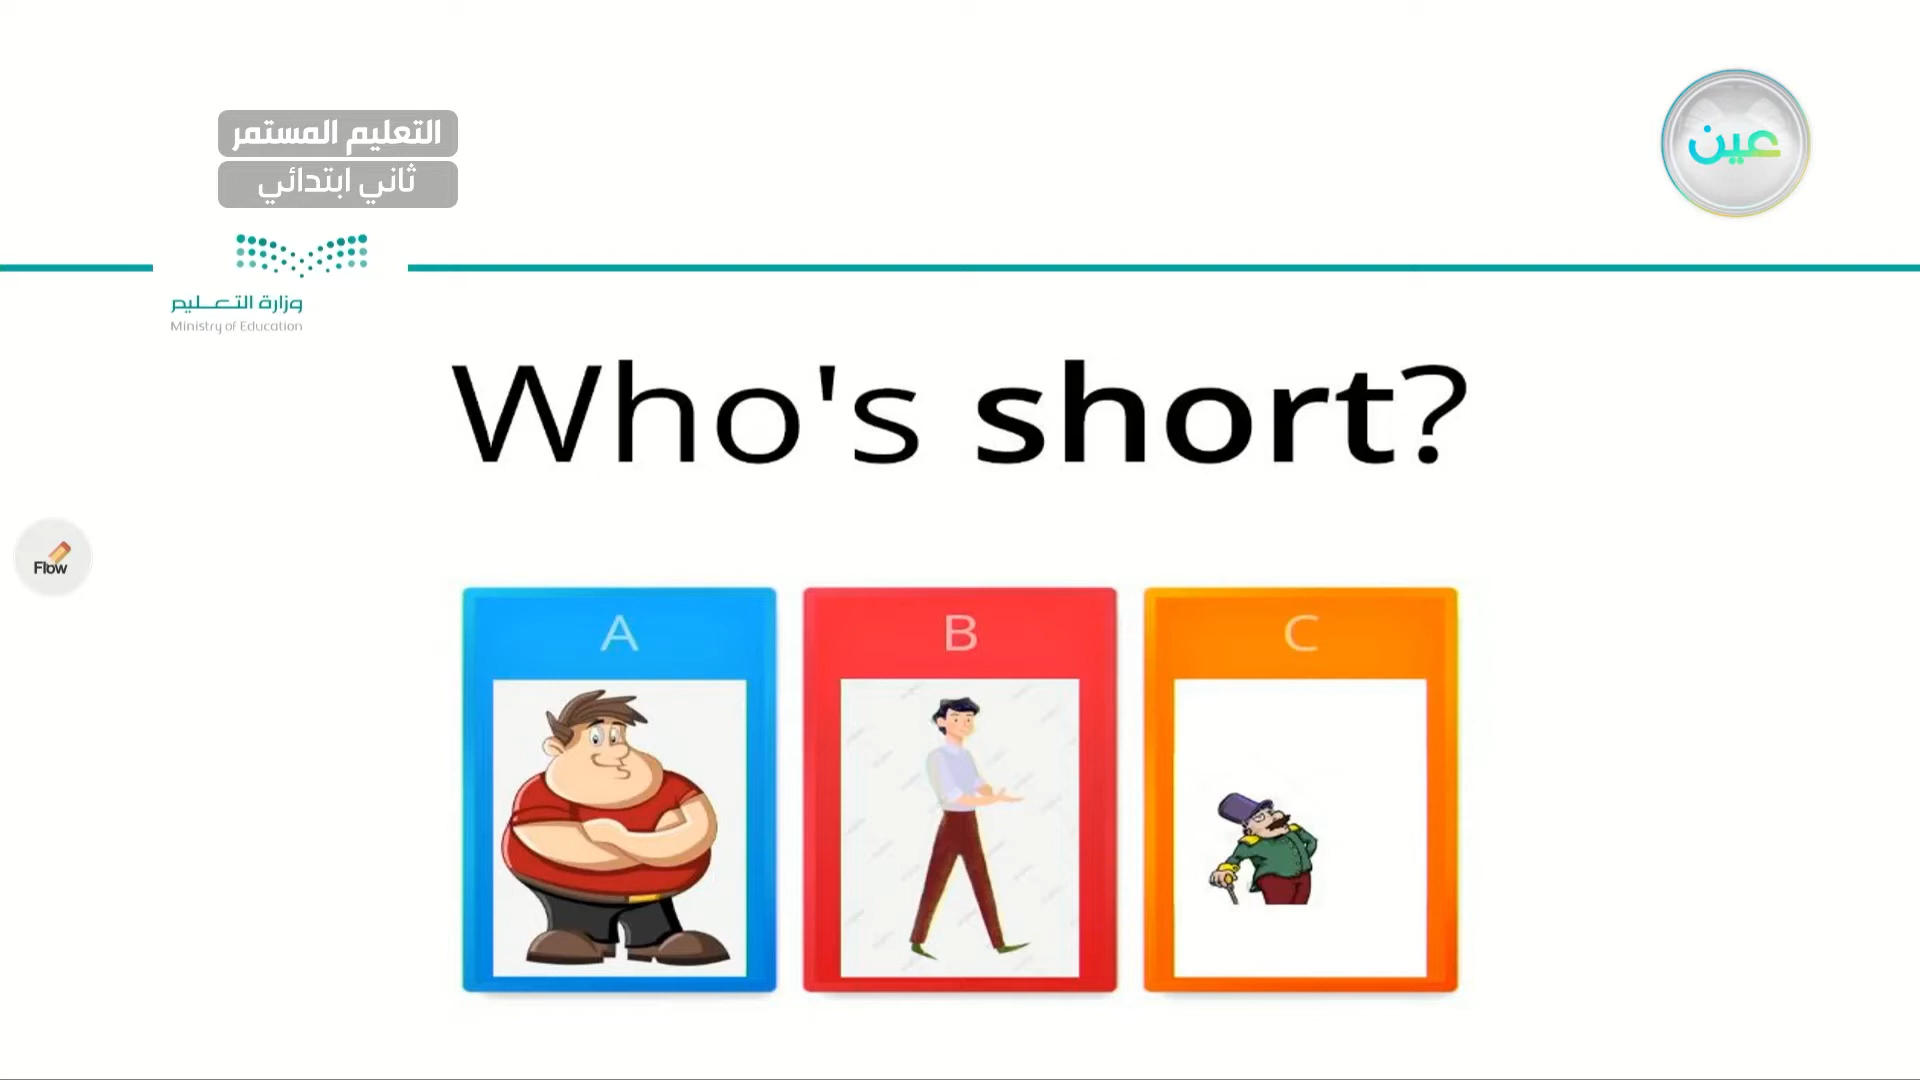 التعليم المستمر
ثاني ابتدائي
عين
وزارة التعليم
Ministry of Education
Who's short?
Flow
A
B
C